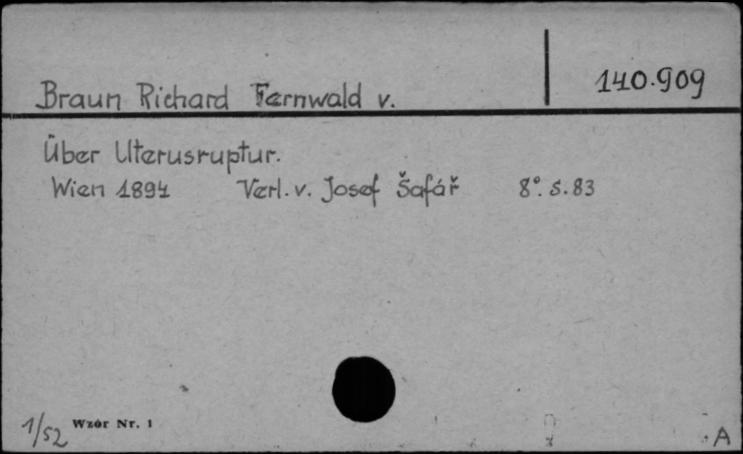 Braun Richard Fernwald v. 140.909
Über Uterusruptur.
Wien 1894 Verl. v. Josef Šafář 8°. S. 83
1/52 Wzór Nr. 1
A